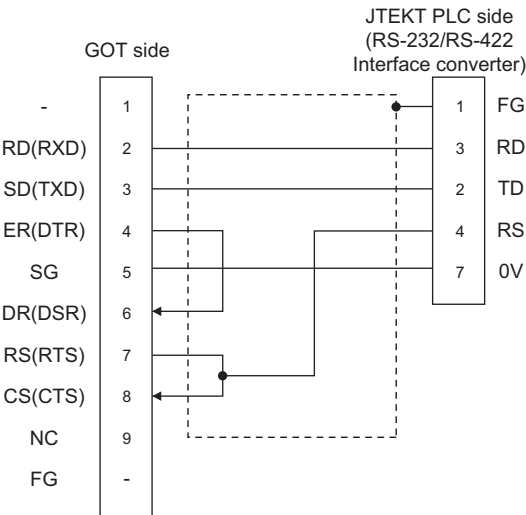 JTEKT PLC side
(RS-232/RS-422
Interface converter)
GOT side
- 1 1 FG
RD(RXD) 2 3 RD
SD(TXD) 3 2 TD
ER(DTR) 4 4 RS
SG 5 7 0V
DR(DSR) 6
RS(RTS) 7
CS(CTS) 8
NC 9
FG -